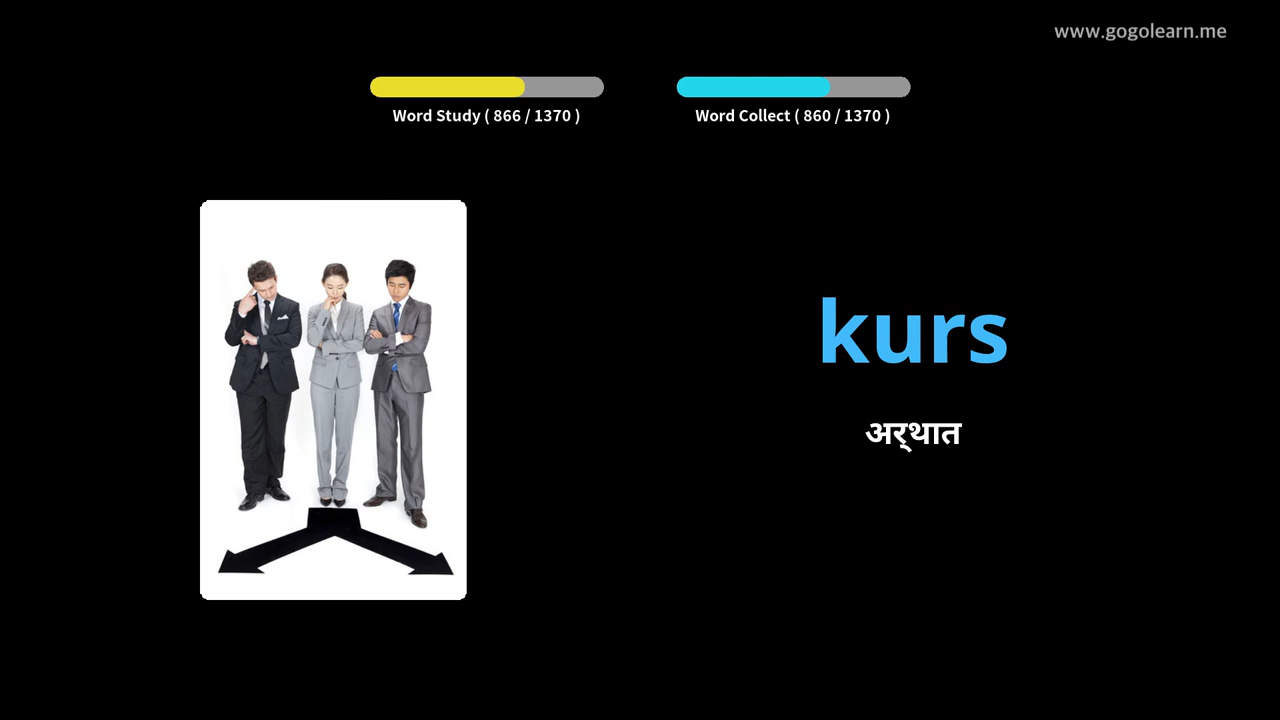 www.gogolearn.me
Word Study ( 866 / 1370 )
Word Collect ( 860 / 1370 )
kurs
अर्‌थात